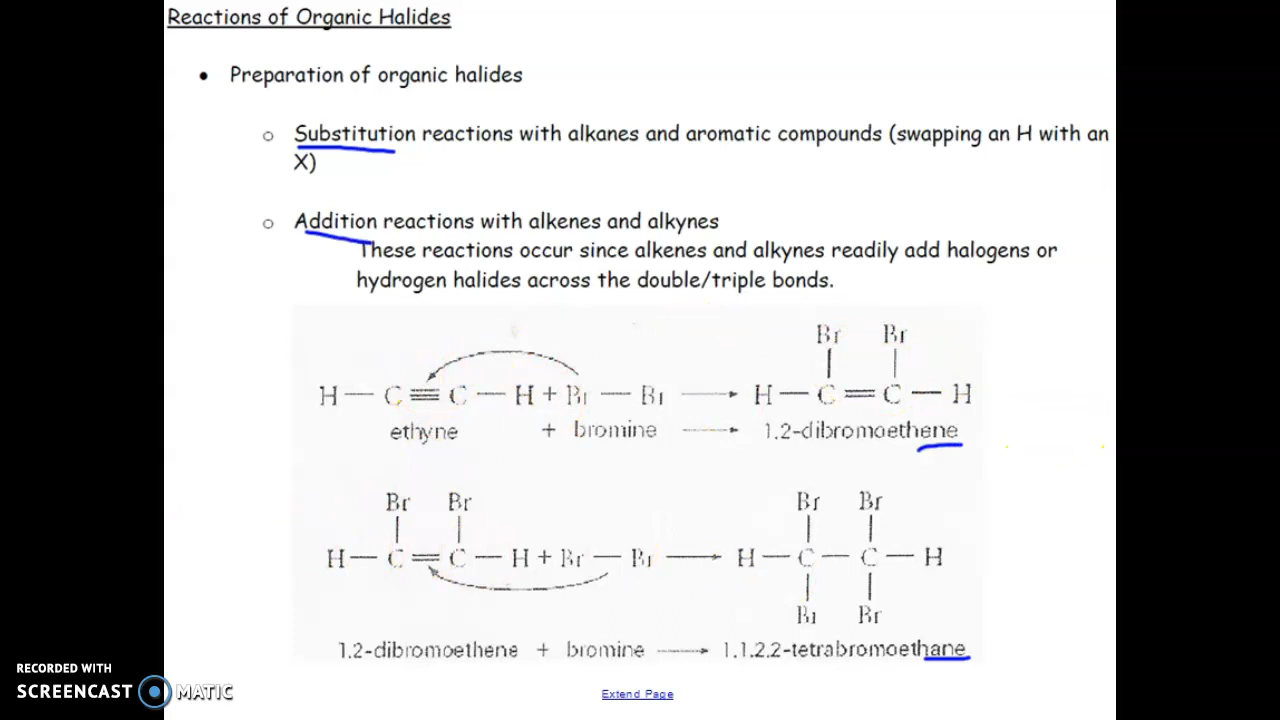 Reactions of Organic Halides
• Preparation of organic halides
o Substitution reactions with alkanes and aromatic compounds (swapping an H with an
X)
o Addition reactions with alkenes and alkynes
These reactions occur since alkenes and alkynes readily add halogens or
hydrogen halides across the double/triple bonds.
Br Br
H — C ≡ C — H + Br — Br → H — C = C — H
ethyne + bromine → 1.2-dibromoethene
Br Br Br Br
H — C = C — H + Br — Br → H — C — C — H
Br Br
1.2-dibromoethene + bromine → 1.1.2.2-tetrabromoethane
RECORDED WITH
SCREENCAST MATIC
Extend Page